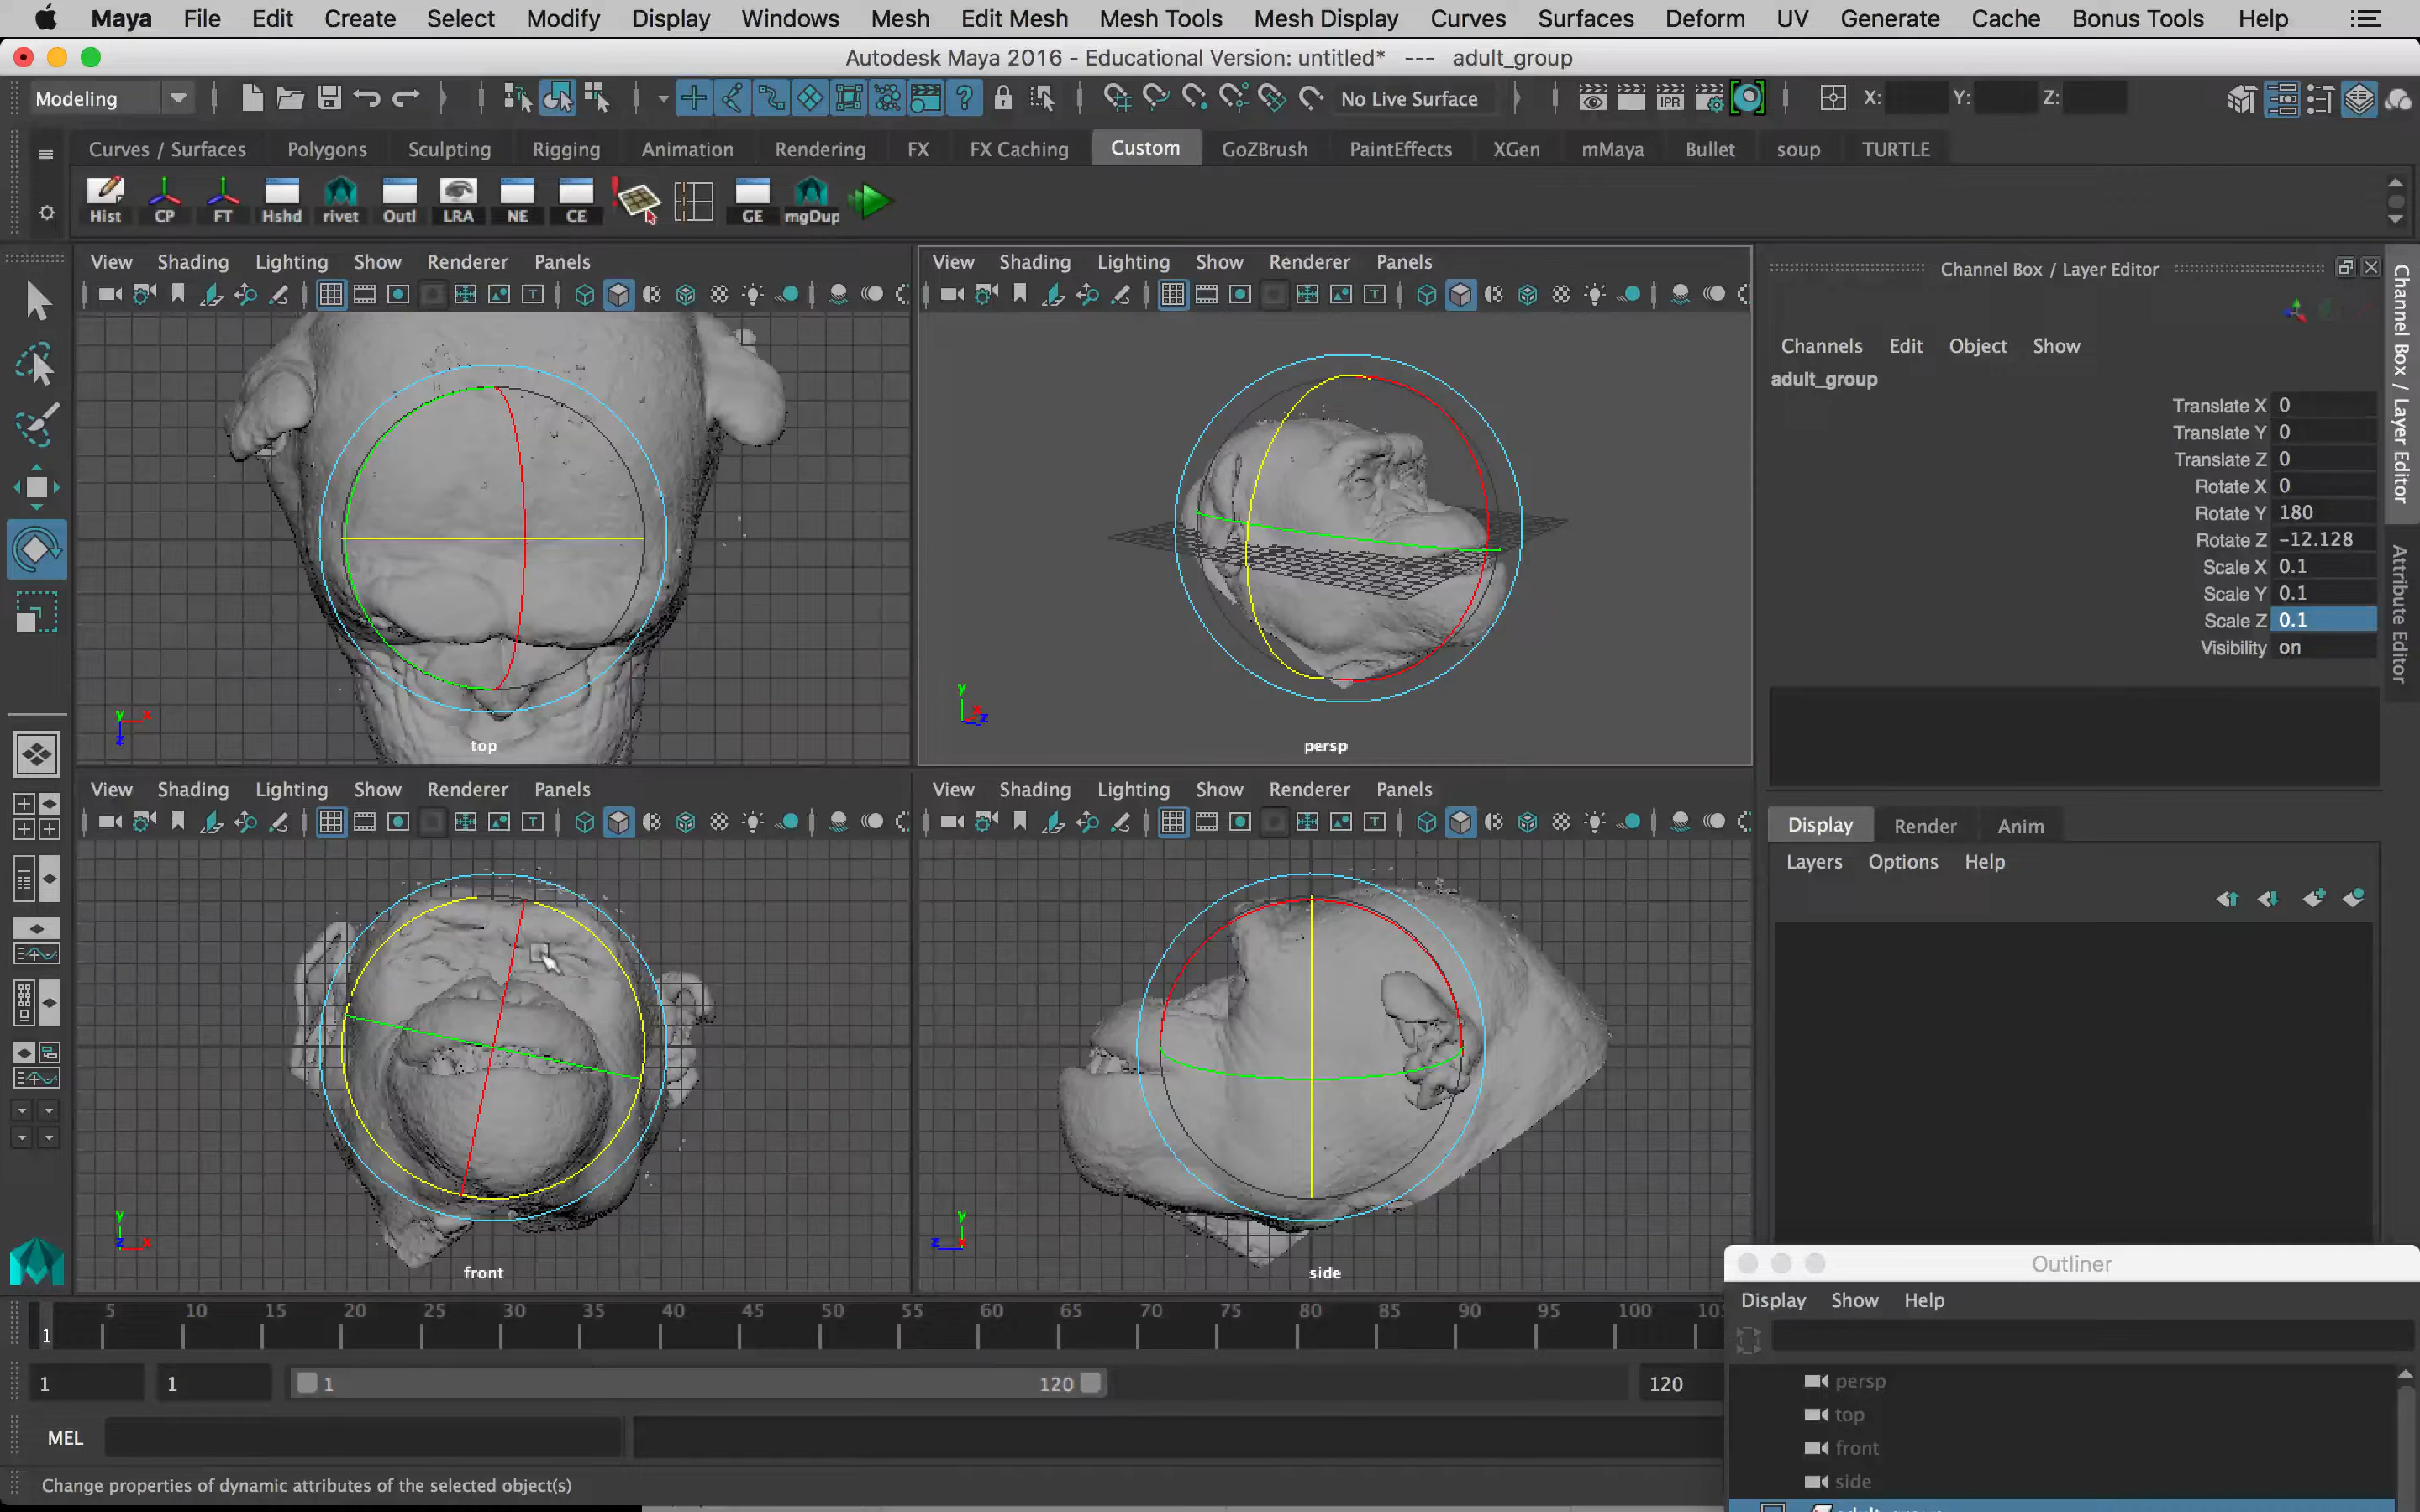 Maya File Edit Create Select Modify Display Windows Mesh Edit Mesh Mesh Tools Mesh Display Curves Surfaces Deform UV Generate Cache Bonus Tools Help
Autodesk Maya 2016 - Educational Version: untitled* --- adult_group
Modeling No Live Surface X: Y: Z:
Curves / Surfaces Polygons Sculpting Rigging Animation Rendering FX FX Caching Custom GoZBrush PaintEffects XGen mMaya Bullet soup TURTLE
Hist CP FT Hshd rivet Outl LRA NE CE GE mgDup
IPR
View Shading Lighting Show Renderer Panels
top
View Shading Lighting Show Renderer Panels
persp
View Shading Lighting Show Renderer Panels
front
View Shading Lighting Show Renderer Panels
side
y x z
y x z
y z x
y z x
Channel Box / Layer Editor
Channels Edit Object Show
adult_group
Translate X 0
Translate Y 0
Translate Z 0
Rotate X 0
Rotate Y 180
Rotate Z -12.128
Scale X 0.1
Scale Y 0.1
Scale Z 0.1
Visibility on
Channel Box / Layer Editor
Attribute Editor
Display Render Anim
Layers Options Help
5 10 15 20 25 30 35 40 45 50 55 60 65 70 75 80 85 90 95 100
1
1 1 1 120 120
MEL
Change properties of dynamic attributes of the selected object(s)
Outliner
Display Show Help
persp
top
front
side